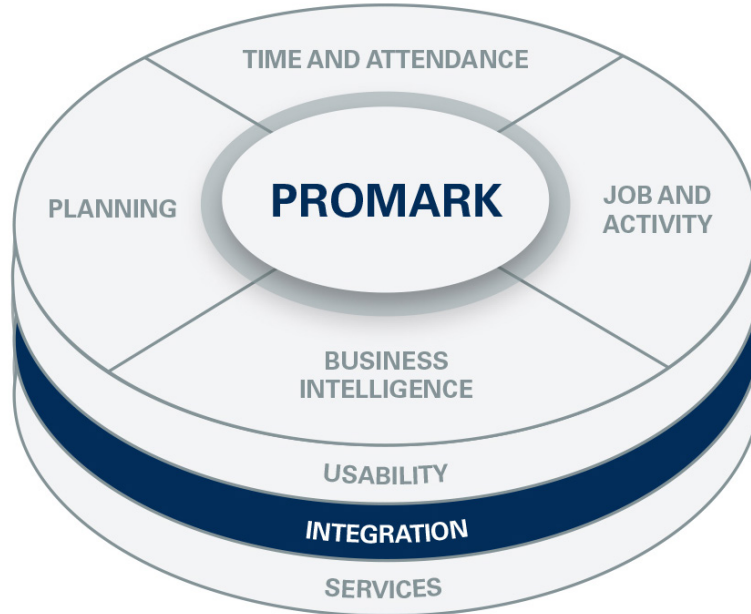 TIME AND ATTENDANCE
PLANNING
PROMARK
JOB AND
ACTIVITY
BUSINESS
INTELLIGENCE
USABILITY
INTEGRATION
SERVICES